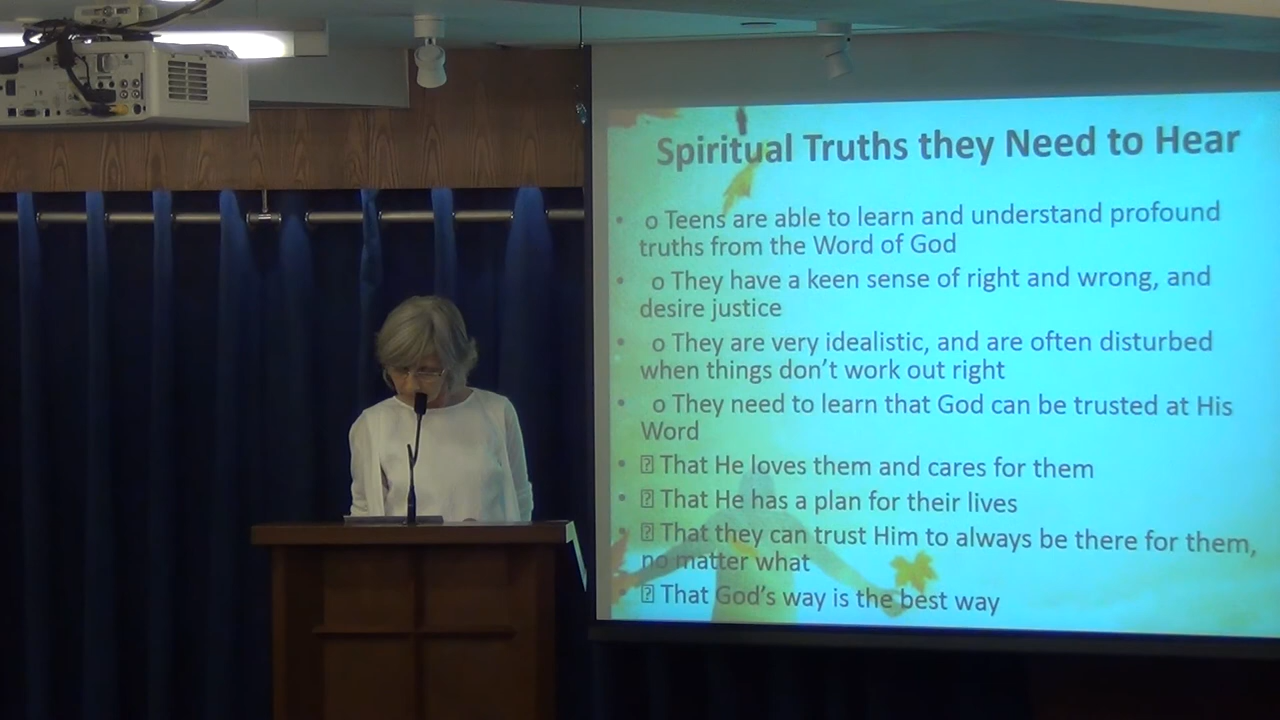 Spiritual Truths they Need to Hear
• o Teens are able to learn and understand profound
truths from the Word of God
• o They have a keen sense of right and wrong, and
desire justice
• o They are very idealistic, and are often disturbed
when things don’t work out right
• o They need to learn that God can be trusted at His
Word
• ⍰ That He loves them and cares for them
• ⍰ That He has a plan for their lives
• ⍰ That they can trust Him to always be there for them,
no matter what
• ⍰ That God’s way is the best way